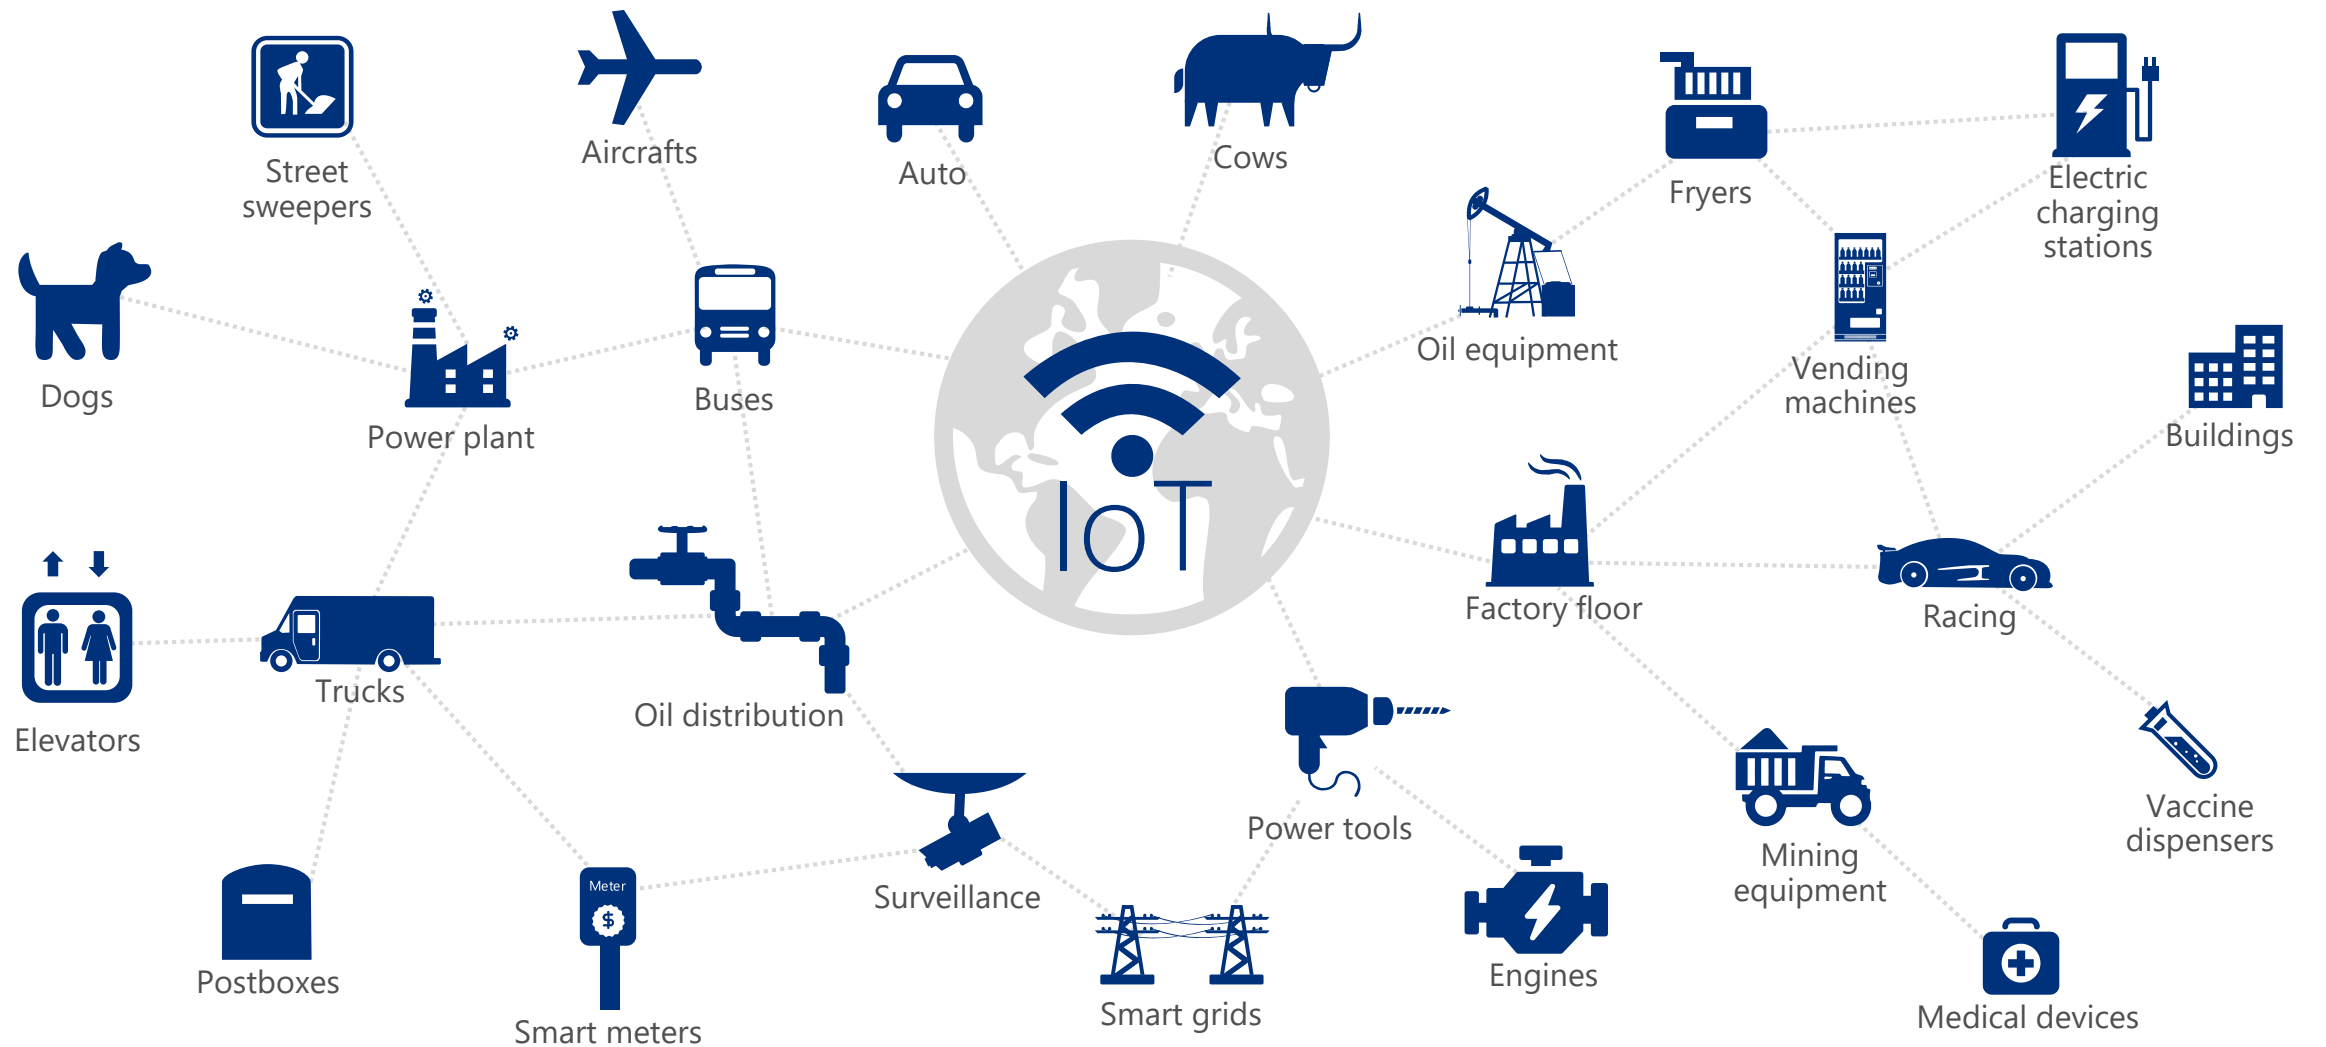 Street
sweepers
Aircrafts
Auto
Cows
Fryers
Electric
charging
stations
Dogs
Power plant
Buses
Oil equipment
Vending
machines
Buildings
IoT
Elevators
Trucks
Oil distribution
Factory floor
Racing
Power tools
Vaccine
dispensers
Mining
equipment
Postboxes
Meter
$
Smart meters
Surveillance
Smart grids
Engines
Medical devices